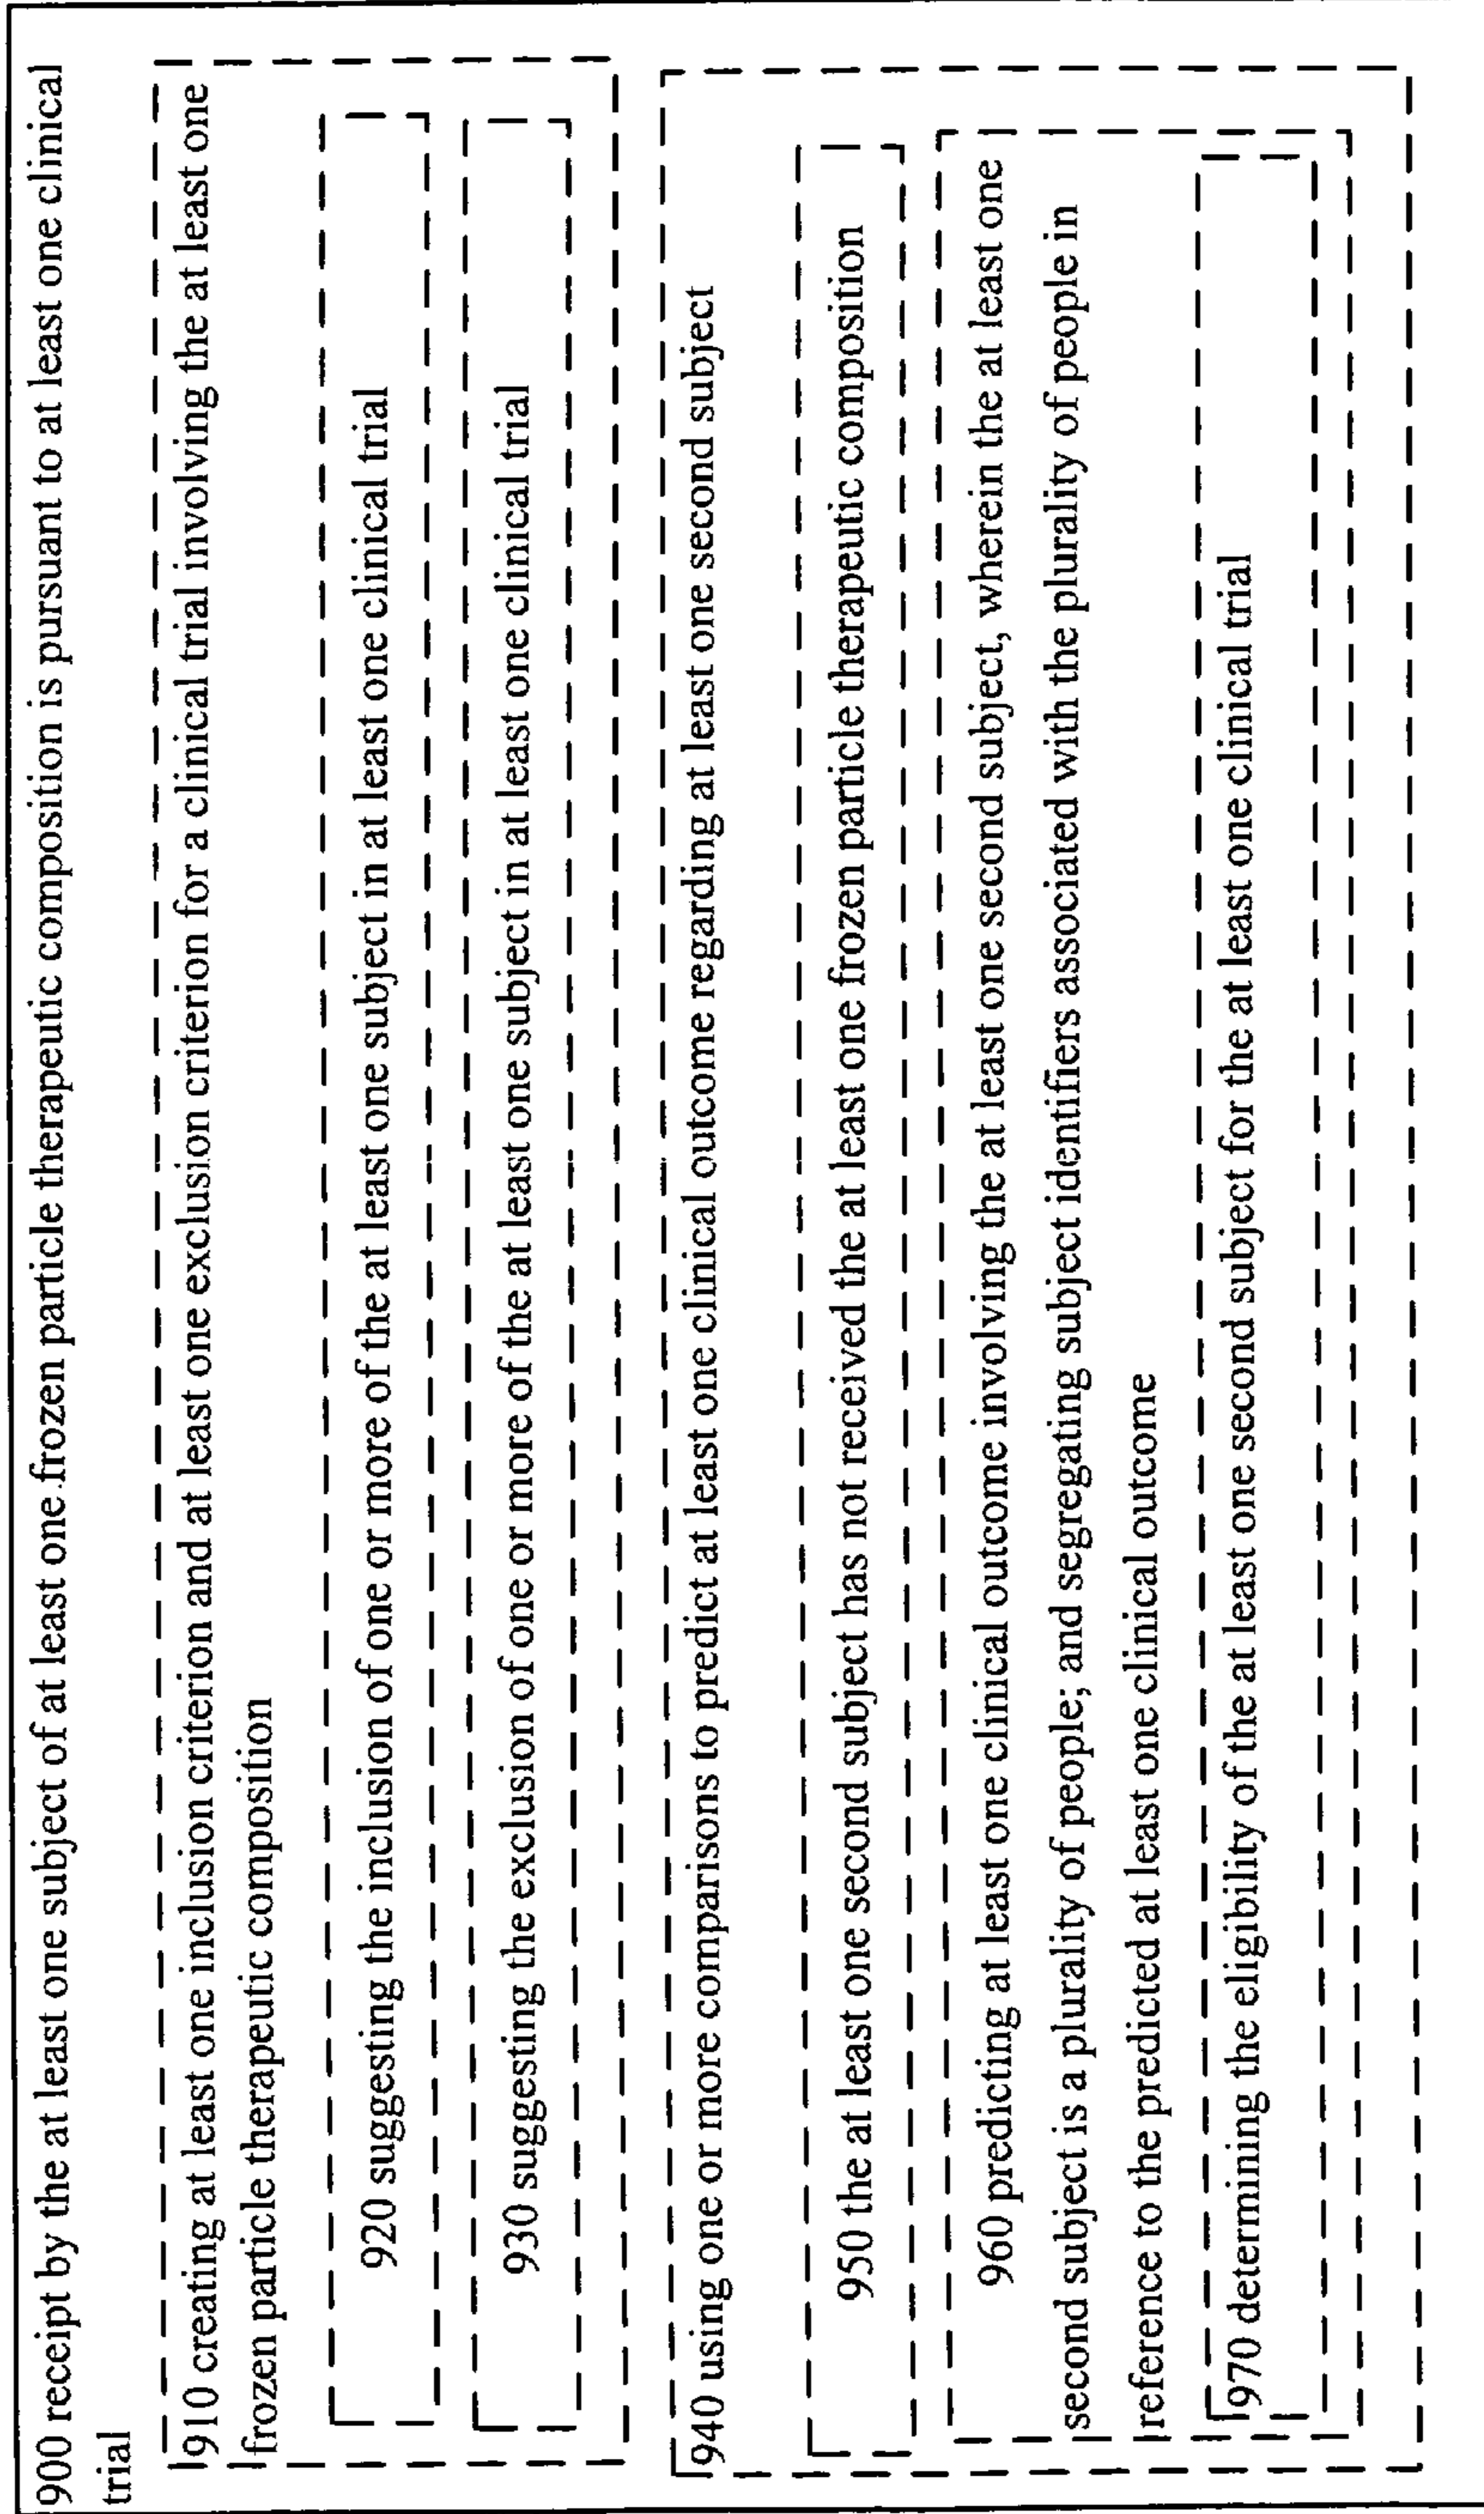 900 receipt by the at least one subject of at least one frozen particle therapeutic composition is pursuant to at least one clinical
trial
910 creating at least one inclusion criterion and at least one exclusion criterion for a clinical trial involving the at least one
frozen particle therapeutic composition
920 suggesting the inclusion of one or more of the at least one subject in at least one clinical trial
930 suggesting the exclusion of one or more of the at least one subject in at least one clinical trial
940 using one or more comparisons to predict at least one clinical outcome regarding at least one second subject
950 the at least one second subject has not received the at least one frozen particle therapeutic composition
960 predicting at least one clinical outcome involving the at least one second subject, wherein the at least one
second subject is a plurality of people; and segregating subject identifiers associated with the plurality of people in
reference to the predicted at least one clinical outcome
970 determining the eligibility of the at least one second subject for the at least one clinical trial